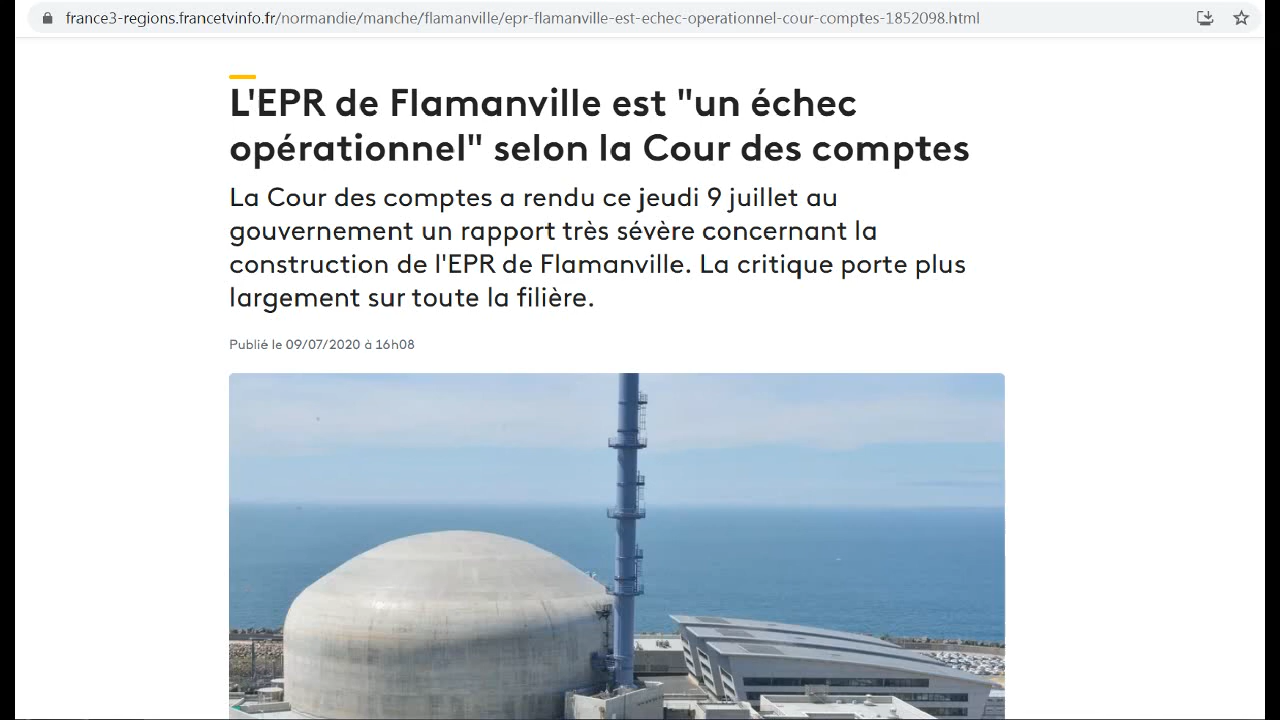 france3-regions.francetvinfo.fr/normandie/manche/flamanville/epr-flamanville-est-echec-operationnel-cour-comptes-1852098.html
L'EPR de Flamanville est "un échec
opérationnel" selon la Cour des comptes
La Cour des comptes a rendu ce jeudi 9 juillet au
gouvernement un rapport très sévère concernant la
construction de l'EPR de Flamanville. La critique porte plus
largement sur toute la filière.
Publié le 09/07/2020 à 16h08